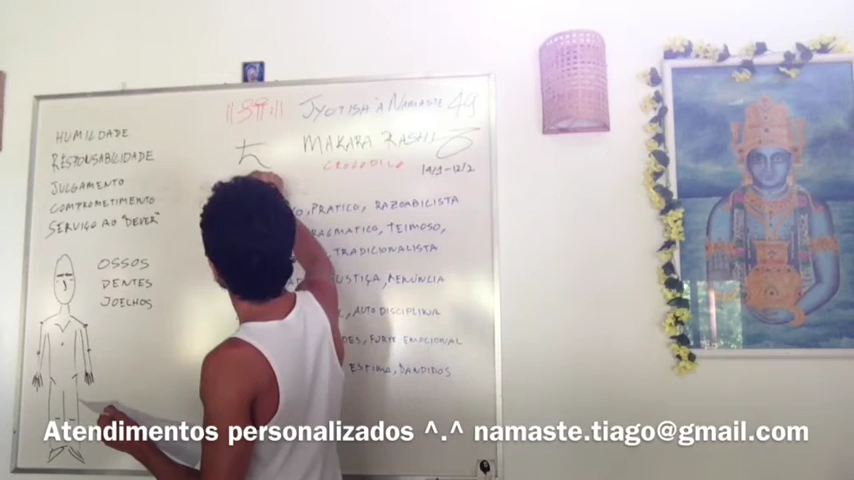 JYOTISH A NAMASTE 49
HUMILDADE
MAKARA RASHI
RESPONSABILIDADE
CROCODILO
14/1-12/2
JULGAMENTO
COMPROMETIMENTO
SERVIÇO AO "DEVER"
, PRATICO, RAZOABICISTA
PRAGMATICO, TEIMOSO,
, TRADICIONALISTA
OSSOS
DENTES
JOELHOS
JUSTIÇA, RENÚNCIA
, AUTO DISCIPLINA
EMOCIONAL
ESTIMA, BANDIDOS
Atendimentos personalizados ^.^ namaste.tiago@gmail.com